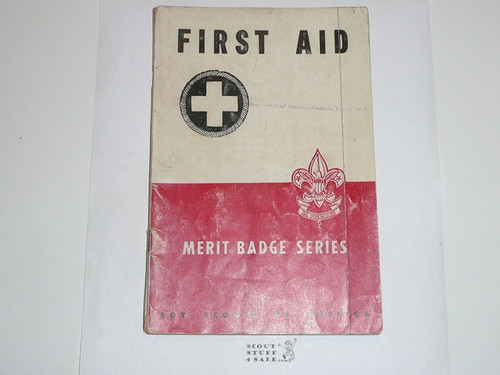 FIRST AID
MERIT BADGE SERIES
BOY SCOUTS OF AMERICA
SCOUT
STUFF
4 SALE